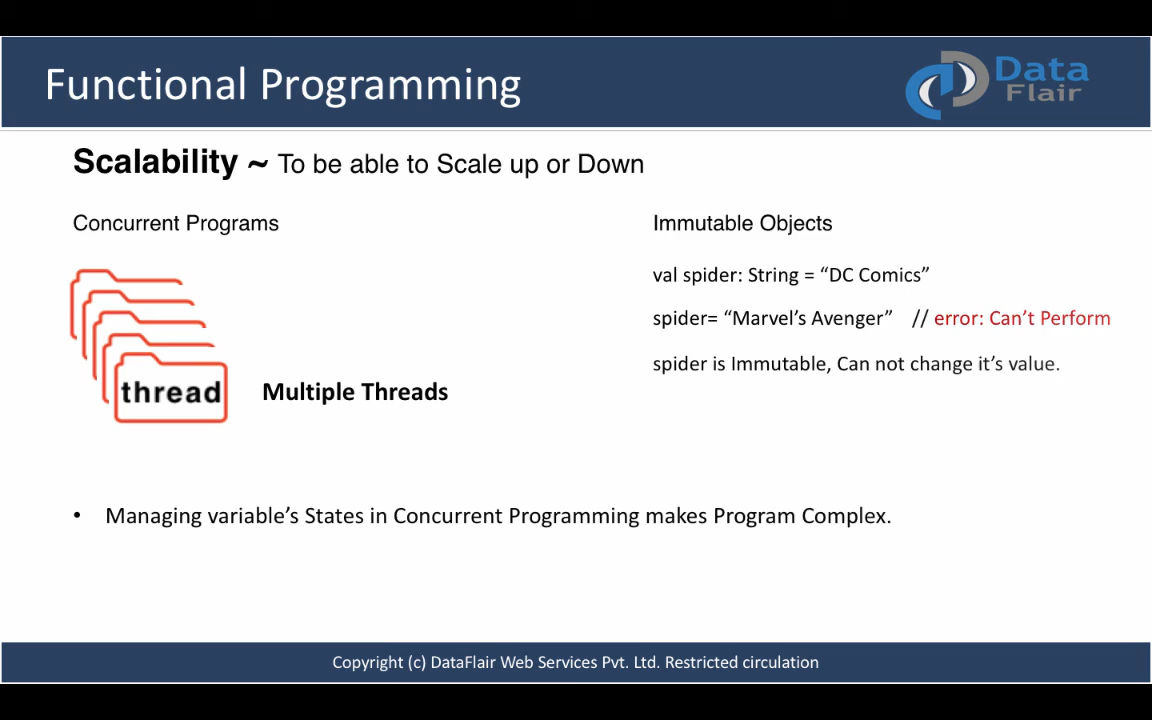 Functional Programming
Data
Flair
Scalability ~ To be able to Scale up or Down
Concurrent Programs
Immutable Objects
val spider: String = “DC Comics”
spider= “Marvel’s Avenger” // error: Can’t Perform
spider is Immutable, Can not change it’s value.
thread
Multiple Threads
• Managing variable’s States in Concurrent Programming makes Program Complex.
Copyright (c) DataFlair Web Services Pvt. Ltd. Restricted circulation